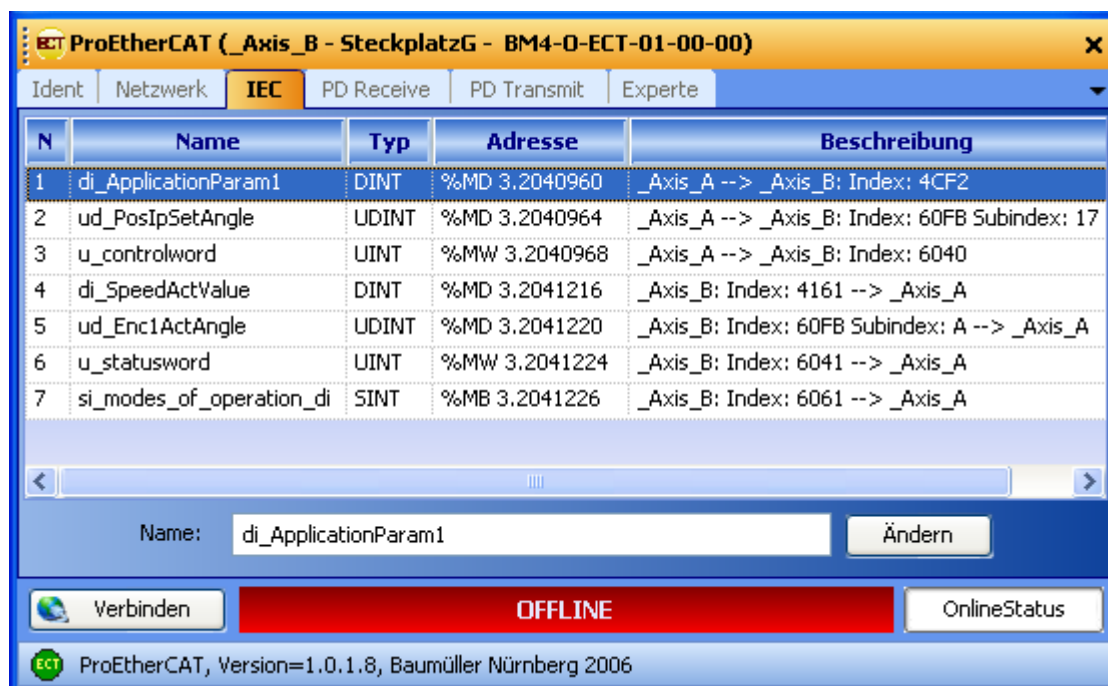 ECT ProEtherCAT (_Axis_B - SteckplatzG - BM4-O-ECT-01-00-00)
Ident Netzwerk IEC PD Receive PD Transmit Experte
N Name Typ Adresse Beschreibung
1 di_ApplicationParam1 DINT %MD 3.2040960 _Axis_A --> _Axis_B: Index: 4CF2
2 ud_PosIpSetAngle UDINT %MD 3.2040964 _Axis_A --> _Axis_B: Index: 60FB Subindex: 17
3 u_controlword UINT %MW 3.2040968 _Axis_A --> _Axis_B: Index: 6040
4 di_SpeedActValue DINT %MD 3.2041216 _Axis_B: Index: 4161 --> _Axis_A
5 ud_Enc1ActAngle UDINT %MD 3.2041220 _Axis_B: Index: 60FB Subindex: A --> _Axis_A
6 u_statusword UINT %MW 3.2041224 _Axis_B: Index: 6041 --> _Axis_A
7 si_modes_of_operation_di SINT %MB 3.2041226 _Axis_B: Index: 6061 --> _Axis_A
Name: di_ApplicationParam1 Ändern
Verbinden OFFLINE OnlineStatus
ECT ProEtherCAT, Version=1.0.1.8, Baumüller Nürnberg 2006